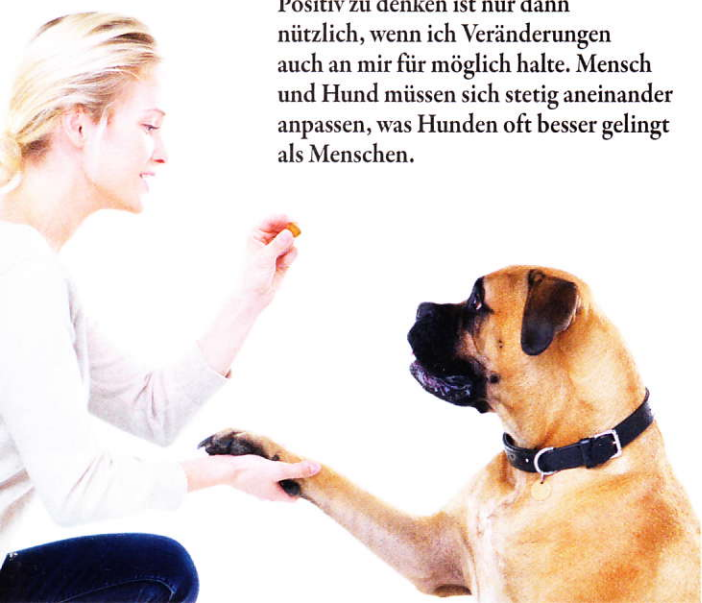 Positiv zu denken ist nur dann
nützlich, wenn ich Veränderungen
auch an mir für möglich halte. Mensch
und Hund müssen sich stetig aneinander
anpassen, was Hunden oft besser gelingt
als Menschen.